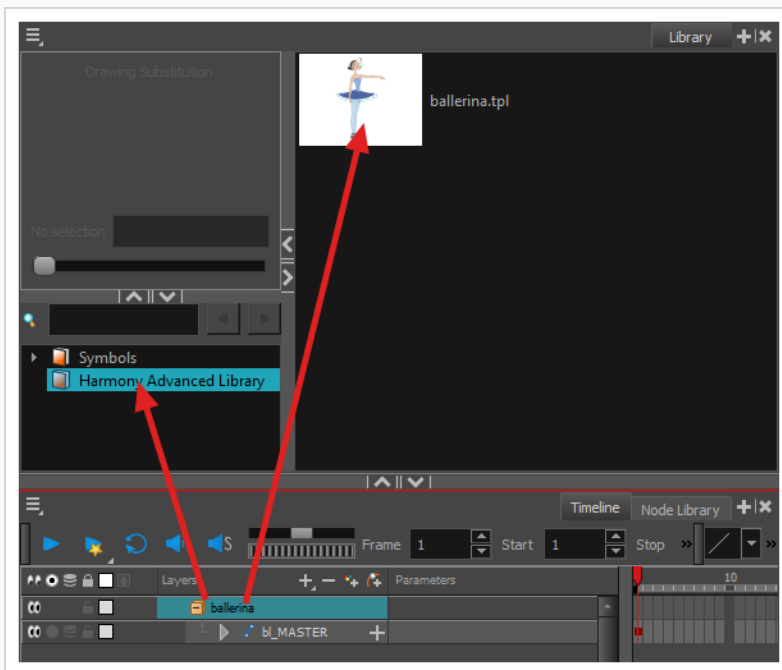 Library
Drawing Substitution
ballerina.tpl
No selection
Symbols
Harmony Advanced Library
Timeline
Node Library
S
Frame 1 Start 1 Stop
Layers Parameters 10
ballerina
bl_MASTER